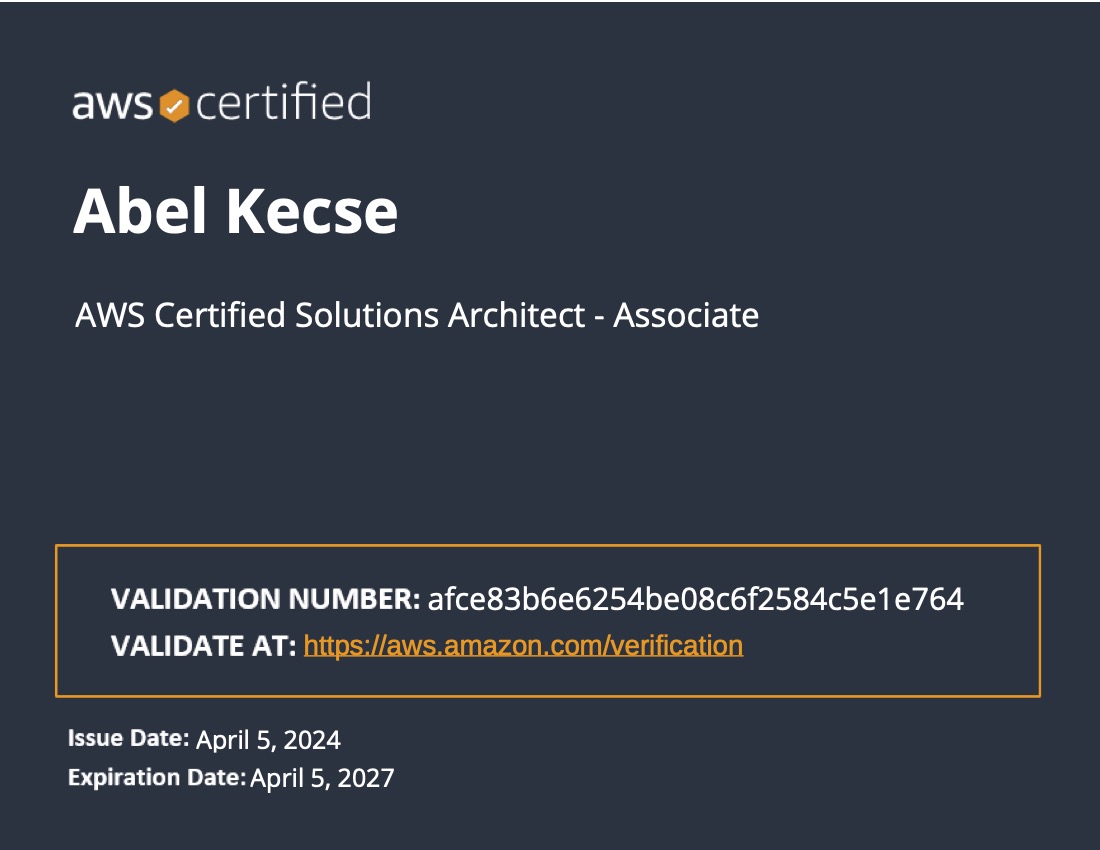 aws certified
Abel Kecse
AWS Certified Solutions Architect - Associate
VALIDATION NUMBER: afce83b6e6254be08c6f2584c5e1e764
VALIDATE AT: https://aws.amazon.com/verification
Issue Date: April 5, 2024
Expiration Date: April 5, 2027